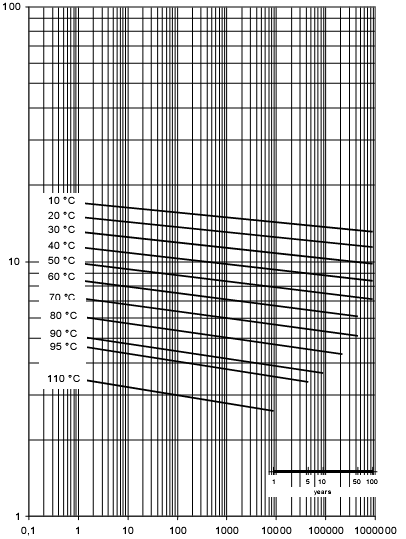 100
10 °C
20 °C
30 °C
40 °C
10
50 °C
60 °C
70 °C
80 °C
90 °C
95 °C
110 °C
1 5 10 50 100
years
1
0,1 1 10 100 1000 10000 100000 1000000